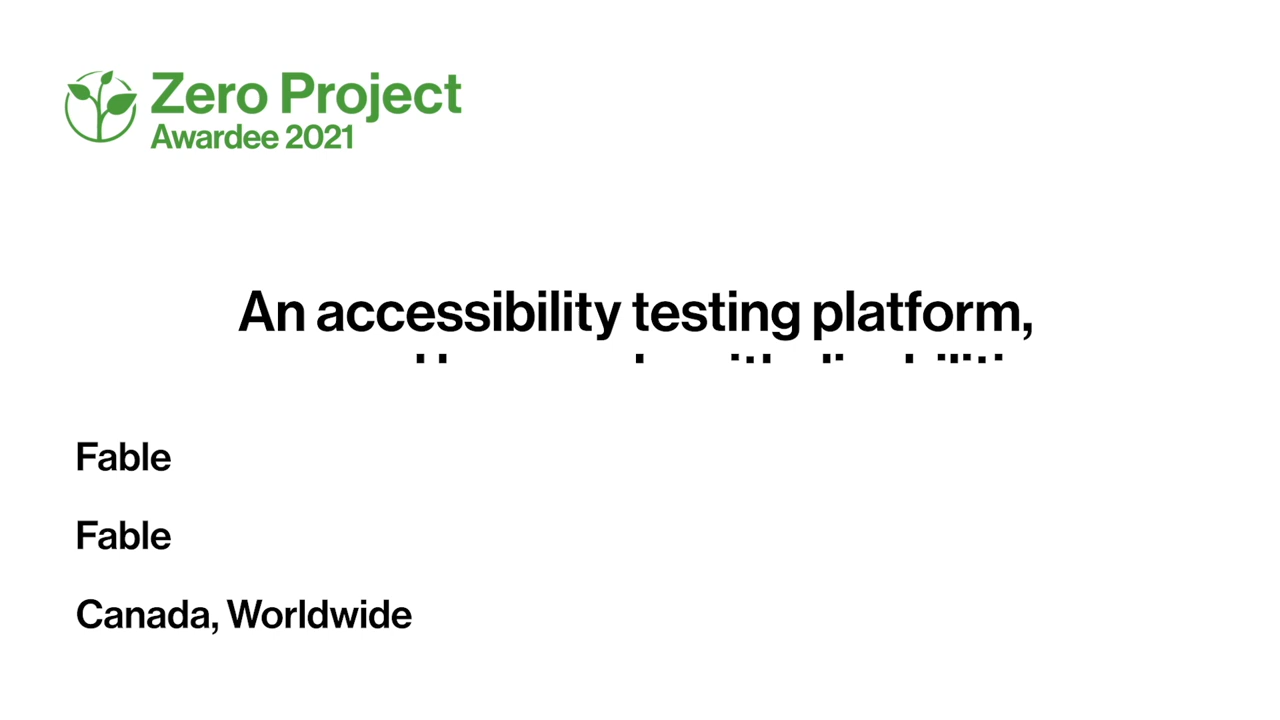 Zero Project
Awardee 2021
An accessibility testing platform,
Fable
Fable
Canada, Worldwide